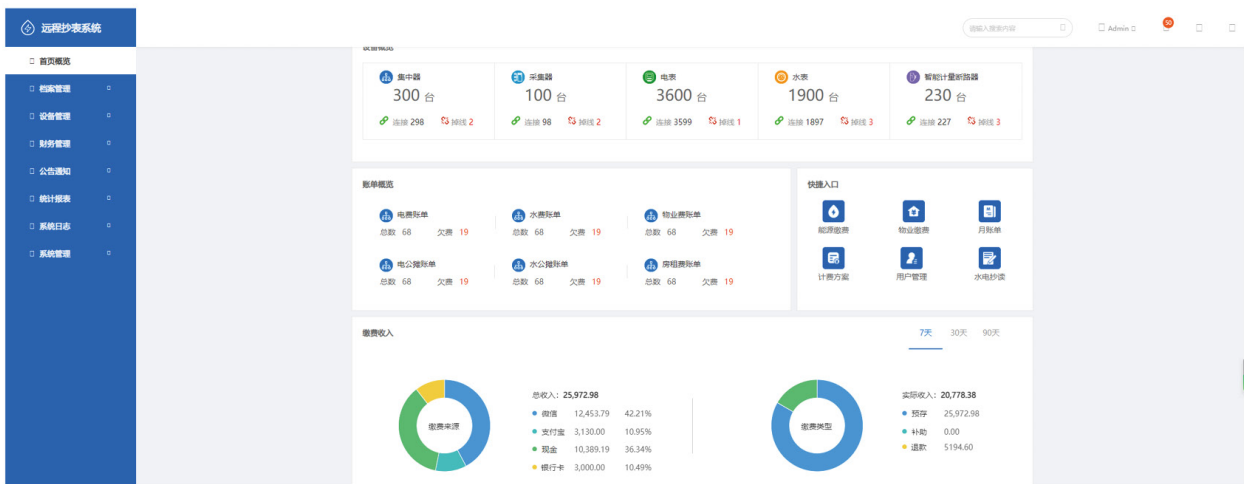 远程抄表系统
请输入搜索内容
Admin
50
首页概览
档案管理
设备管理
财务管理
公告通知
统计报表
系统日志
系统管理
设备概览
集中器
300 台
连接 298 掉线 2
采集器
100 台
连接 98 掉线 2
电表
3600 台
连接 3599 掉线 1
水表
1900 台
连接 1897 掉线 3
智能计量断路器
230 台
连接 227 掉线 3
账单概览
电费账单
总数 68 欠费 19
水费账单
总数 68 欠费 19
物业费账单
总数 68 欠费 19
电公摊账单
总数 68 欠费 19
水公摊账单
总数 68 欠费 19
房租费账单
总数 68 欠费 19
快捷入口
能源缴费
物业缴费
月账单
计费方案
用户管理
水电抄读
缴费收入
7天 30天 90天
缴费来源
总收入: 25,972.98
微信 12,453.79 42.21%
支付宝 3,130.00 10.95%
现金 10,389.19 36.34%
银行卡 3,000.00 10.49%
缴费类型
实际收入: 20,778.38
预存 25,972.98
补助 0.00
退款 5194.60